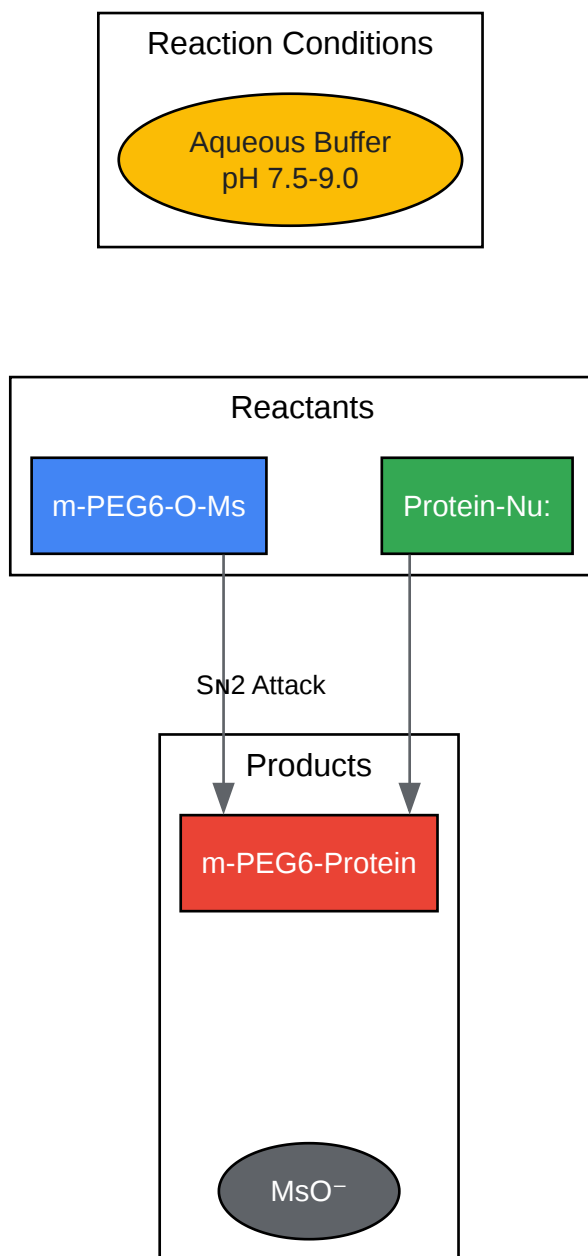 Reaction Conditions
Aqueous Buffer
pH 7.5-9.0
Reactants
m-PEG6-O-Ms
Protein-Nu:
Sɴ2 Attack
Products
m-PEG6-Protein
MsO⁻